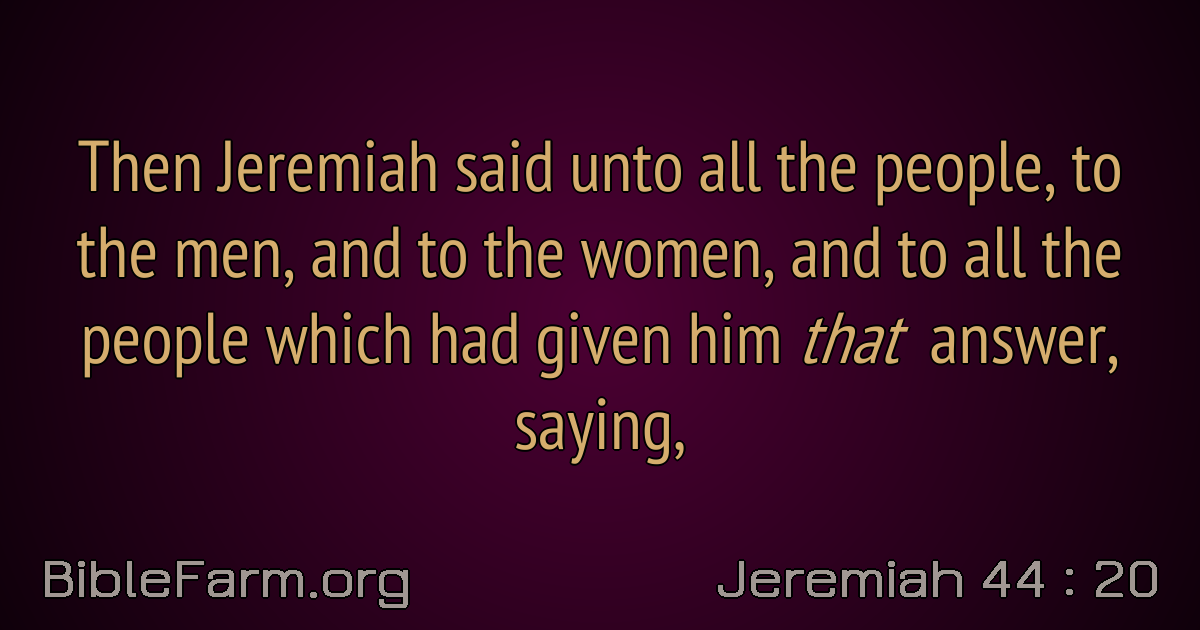 Then Jeremiah said unto all the people, to
the men, and to the women, and to all the
people which had given him that answer,
saying,
BibleFarm.org
Jeremiah 44 : 20